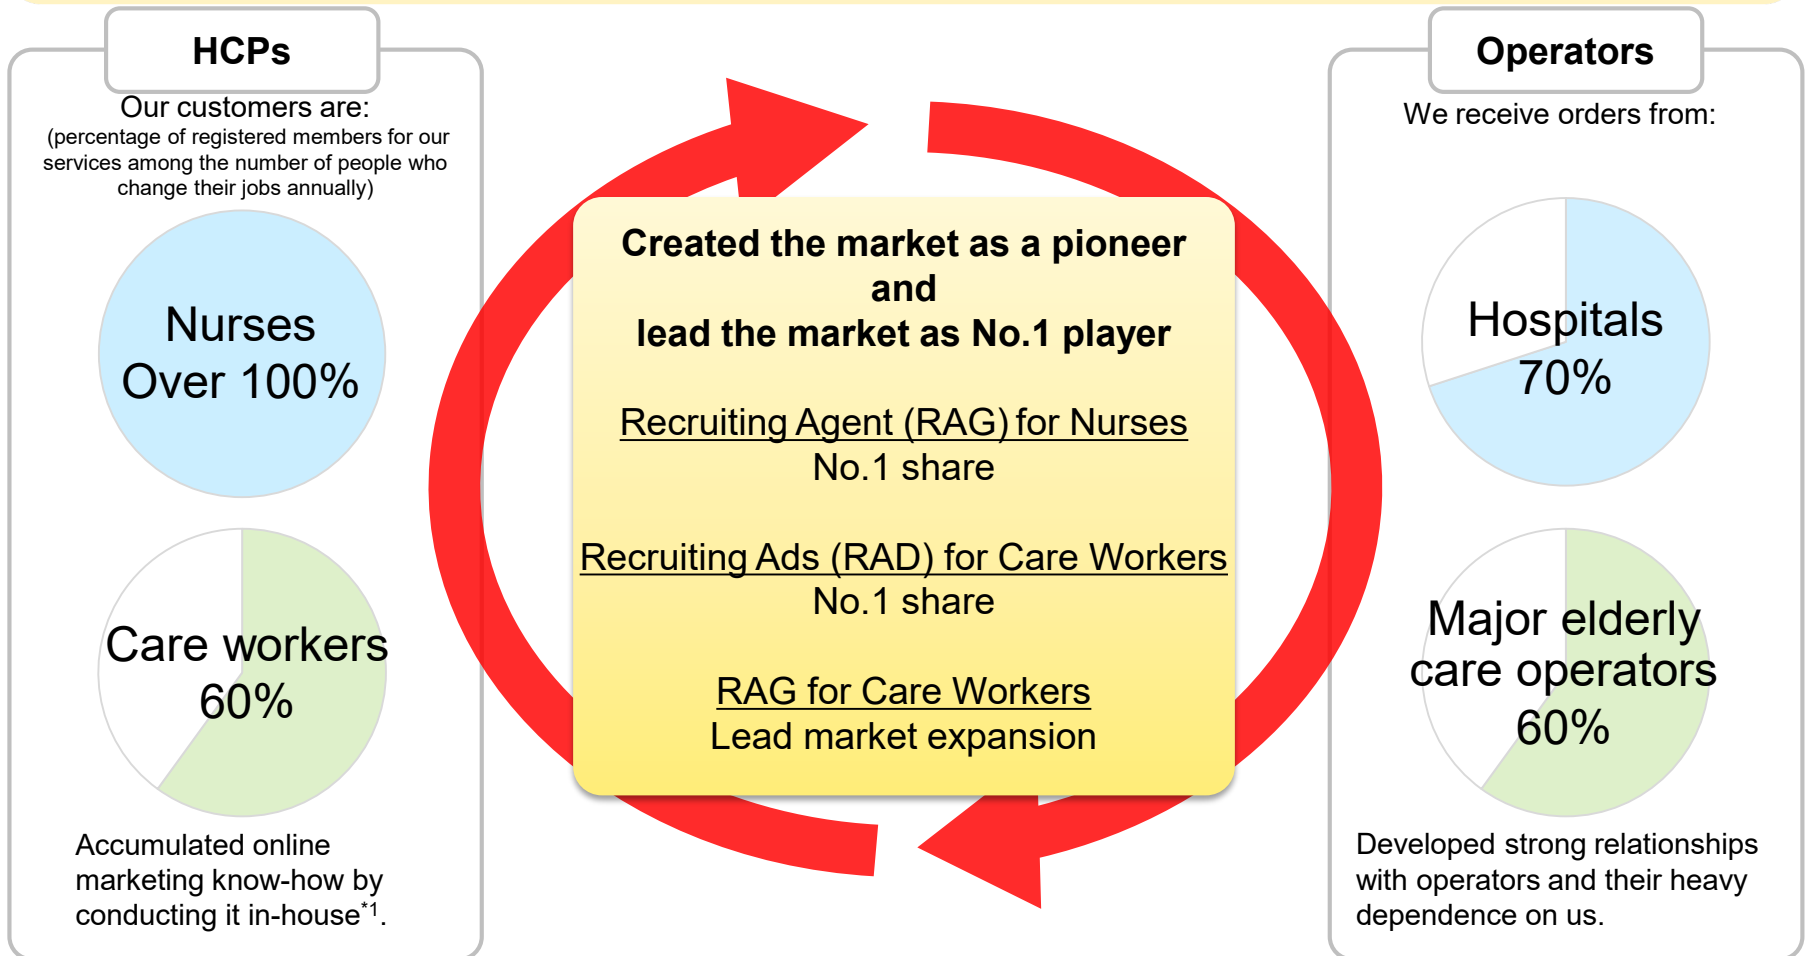 HCPs
Our customers are:
(percentage of registered members for our
services among the number of people who
change their jobs annually)
Nurses
Over 100%
Care workers
60%
Accumulated online
marketing know-how by
conducting it in-house*1.
Created the market as a pioneer
and
lead the market as No.1 player
Recruiting Agent (RAG) for Nurses
No.1 share
Recruiting Ads (RAD) for Care Workers
No.1 share
RAG for Care Workers
Lead market expansion
Operators
We receive orders from:
Hospitals
70%
Major elderly
care operators
60%
Developed strong relationships
with operators and their heavy
dependence on us.